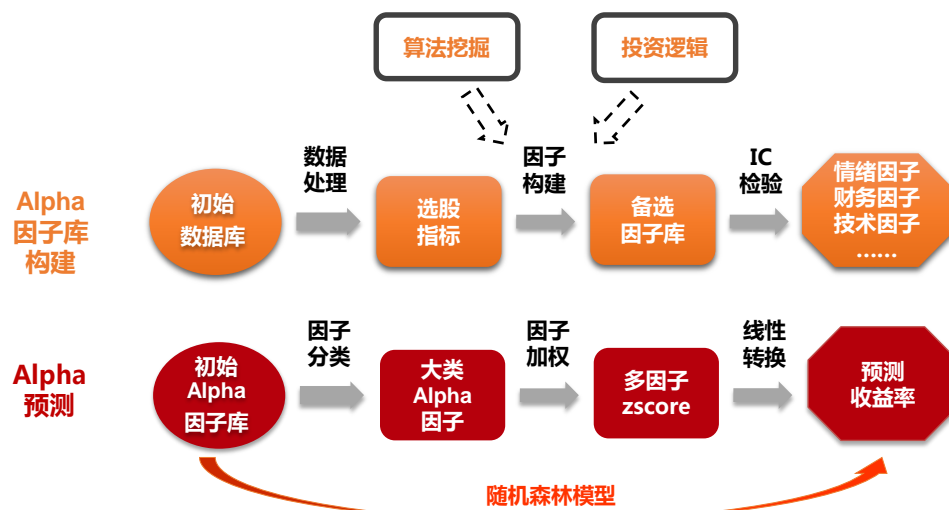 算法挖掘
投资逻辑
数据
处理
因子
构建
IC
检验
Alpha
因子库
构建
初始
数据库
选股
指标
备选
因子库
情绪因子
财务因子
技术因子
……
因子
分类
因子
加权
线性
转换
Alpha
预测
初始
Alpha
因子库
大类
Alpha
因子
多因子
zscore
预测
收益率
随机森林模型